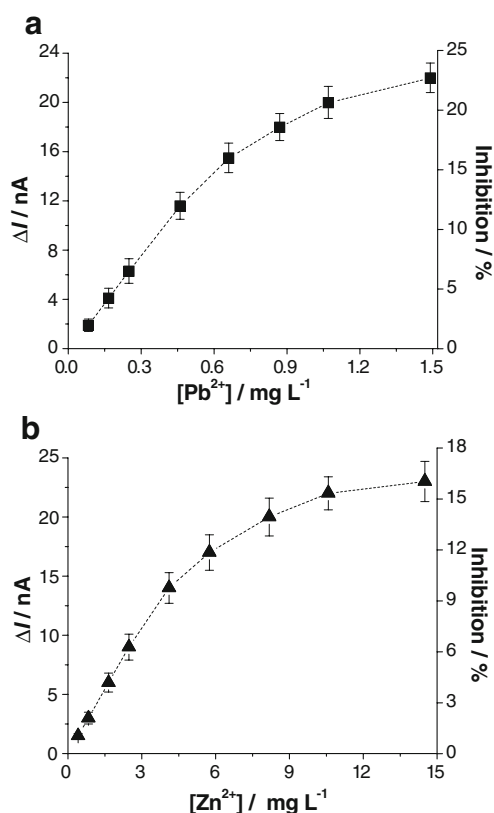 a
24
20
16
12
8
4
0
ΔI / nA
25
20
15
10
5
0
Inhibition / %
0.0 0.3 0.6 0.9 1.2 1.5
[Pb²⁺] / mg L⁻¹
b
25
20
15
10
5
0
ΔI / nA
18
15
12
9
6
3
0
Inhibition / %
0 3 6 9 12 15
[Zn²⁺] / mg L⁻¹